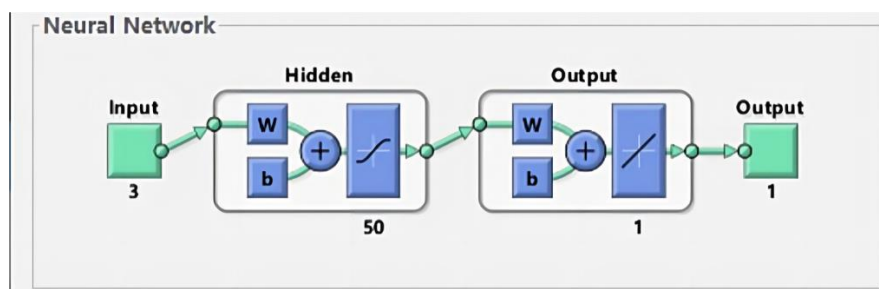 Neural Network
Hidden
Output
Input
Output
W
W
+
+
b
b
3
1
50
1